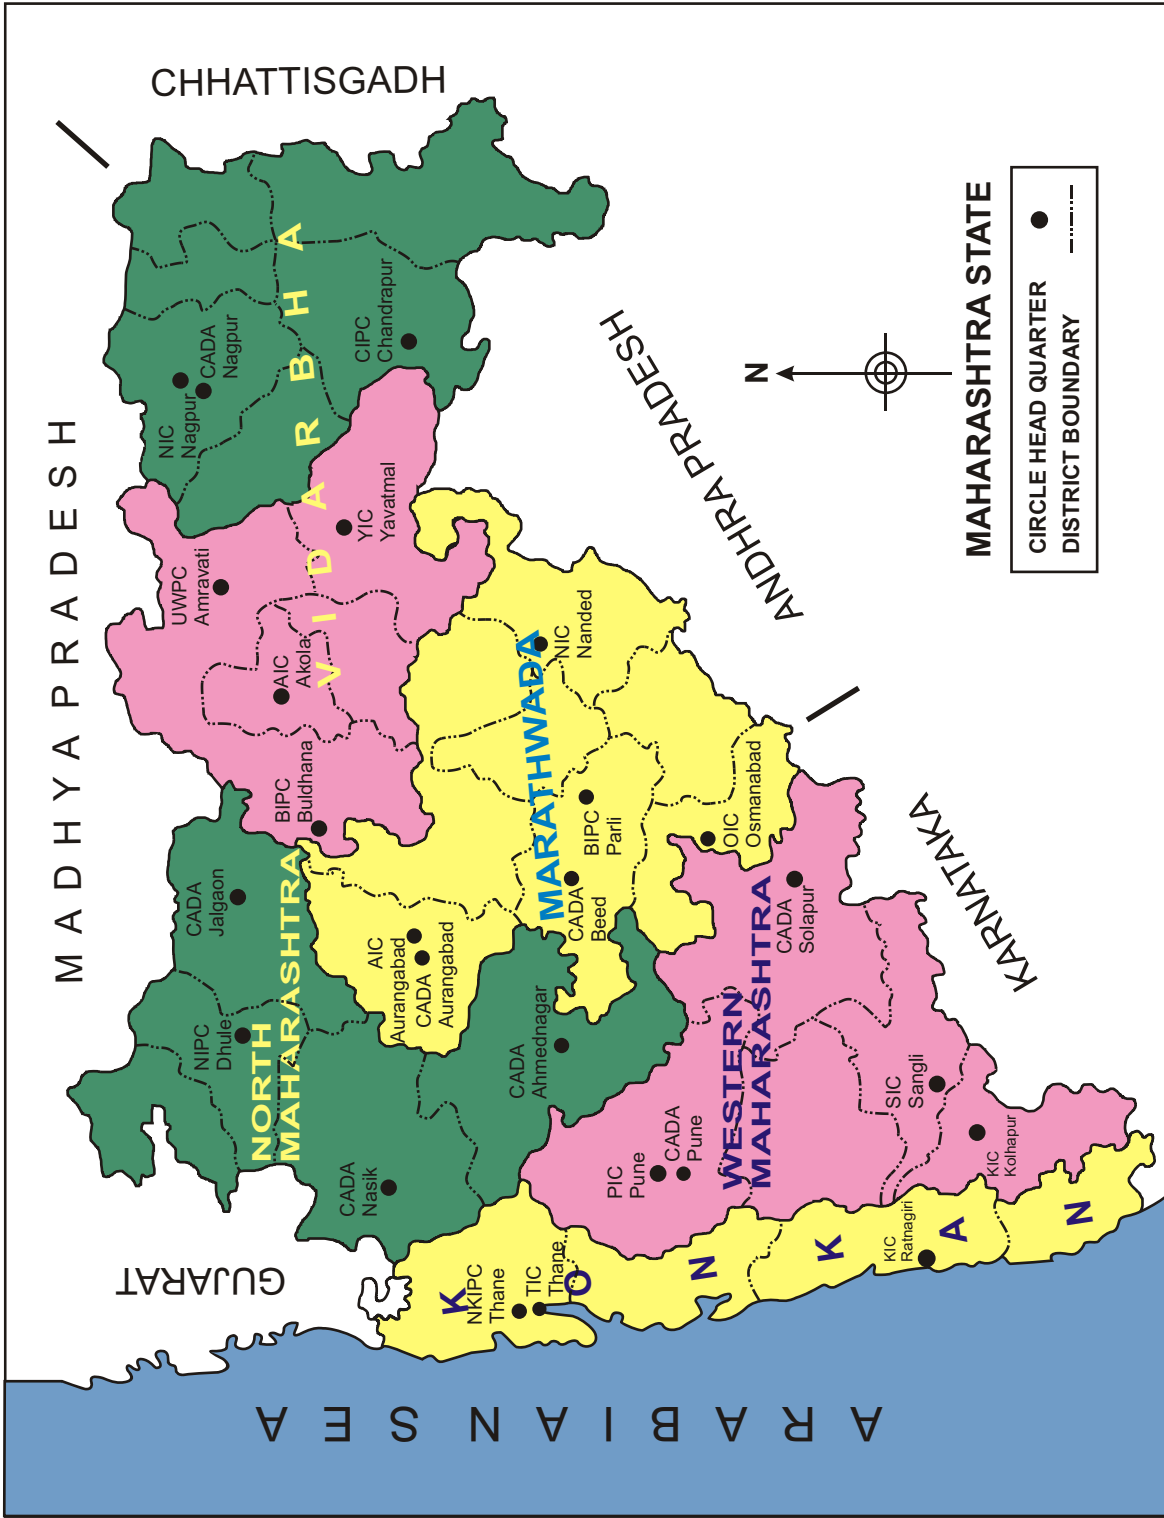 CHHATTISGADH
MADHYA PRADESH
GUJARAT
ARABIAN SEA
ANDHRA PRADESH
KARNATAKA
VIDARBHA
NIC
Nagpur
CADA
Nagpur
CIPC
Chandrapur
UWPC
Amravati
YIC
Yavatmal
AIC
Akola
BIPC
Buldhana
NORTH
MAHARASHTRA
CADA
Jalgaon
NIPC
Dhule
CADA
Nasik
CADA
Ahmednagar
MARATHWADA
AIC
Aurangabad
CADA
Aurangabad
NIC
Nanded
BIPC
Parli
CADA
Beed
OIC
Osmanabad
WESTERN
MAHARASHTRA
CADA
Solapur
PIC
Pune
CADA
Pune
SIC
Sangli
KIC
Kolhapur
KONKAN
NKIPC
Thane
TIC
Thane
KIC
Ratnagiri
N
MAHARASHTRA STATE
CIRCLE HEAD QUARTER
DISTRICT BOUNDARY